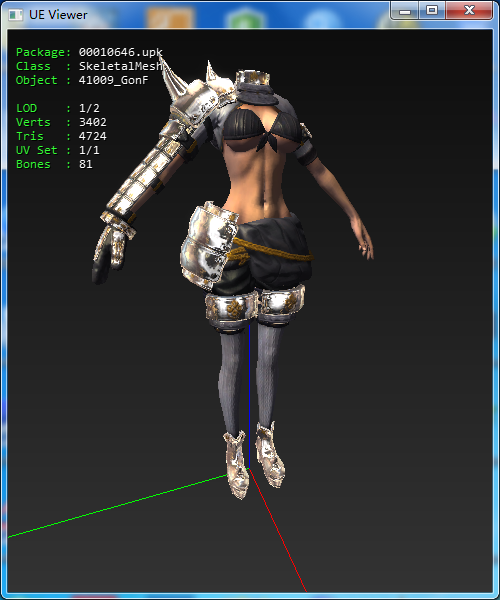 UE Viewer
Package: 00010646.upk
Class : SkeletalMesh
Object : 41009_GonF
LOD : 1/2
Verts : 3402
Tris : 4724
UV Set : 1/1
Bones : 81